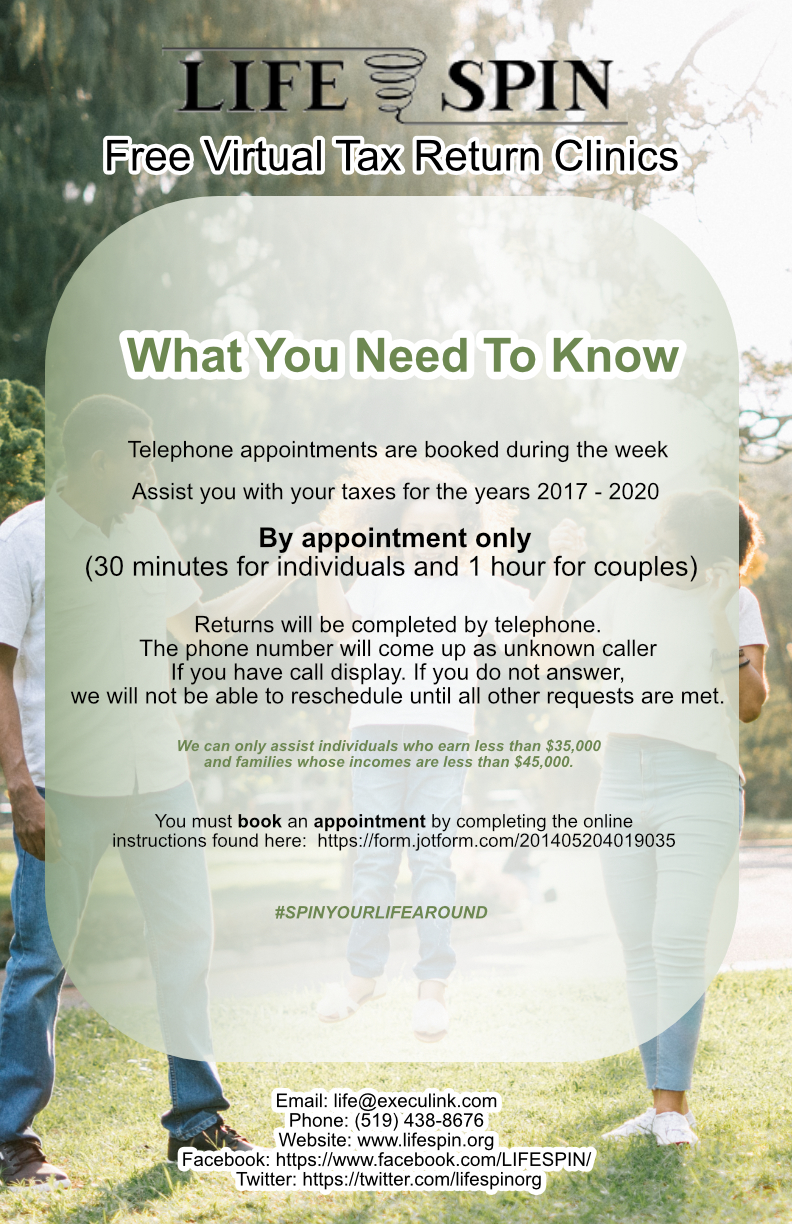 LIFE SPIN
Free Virtual Tax Return Clinics
What You Need To Know
Telephone appointments are booked during the week
Assist you with your taxes for the years 2017 - 2020
By appointment only
(30 minutes for individuals and 1 hour for couples)
Returns will be completed by telephone.
The phone number will come up as unknown caller
If you have call display. If you do not answer,
we will not be able to reschedule until all other requests are met.
We can only assist individuals who earn less than $35,000
and families whose incomes are less than $45,000.
You must book an appointment by completing the online
instructions found here:  https://form.jotform.com/201405204019035
#SPINYOURLIFEAROUND
Email: life@execulink.com
Phone: (519) 438-8676
Website: www.lifespin.org
Facebook: https://www.facebook.com/LIFESPIN/
Twitter: https://twitter.com/lifespinorg